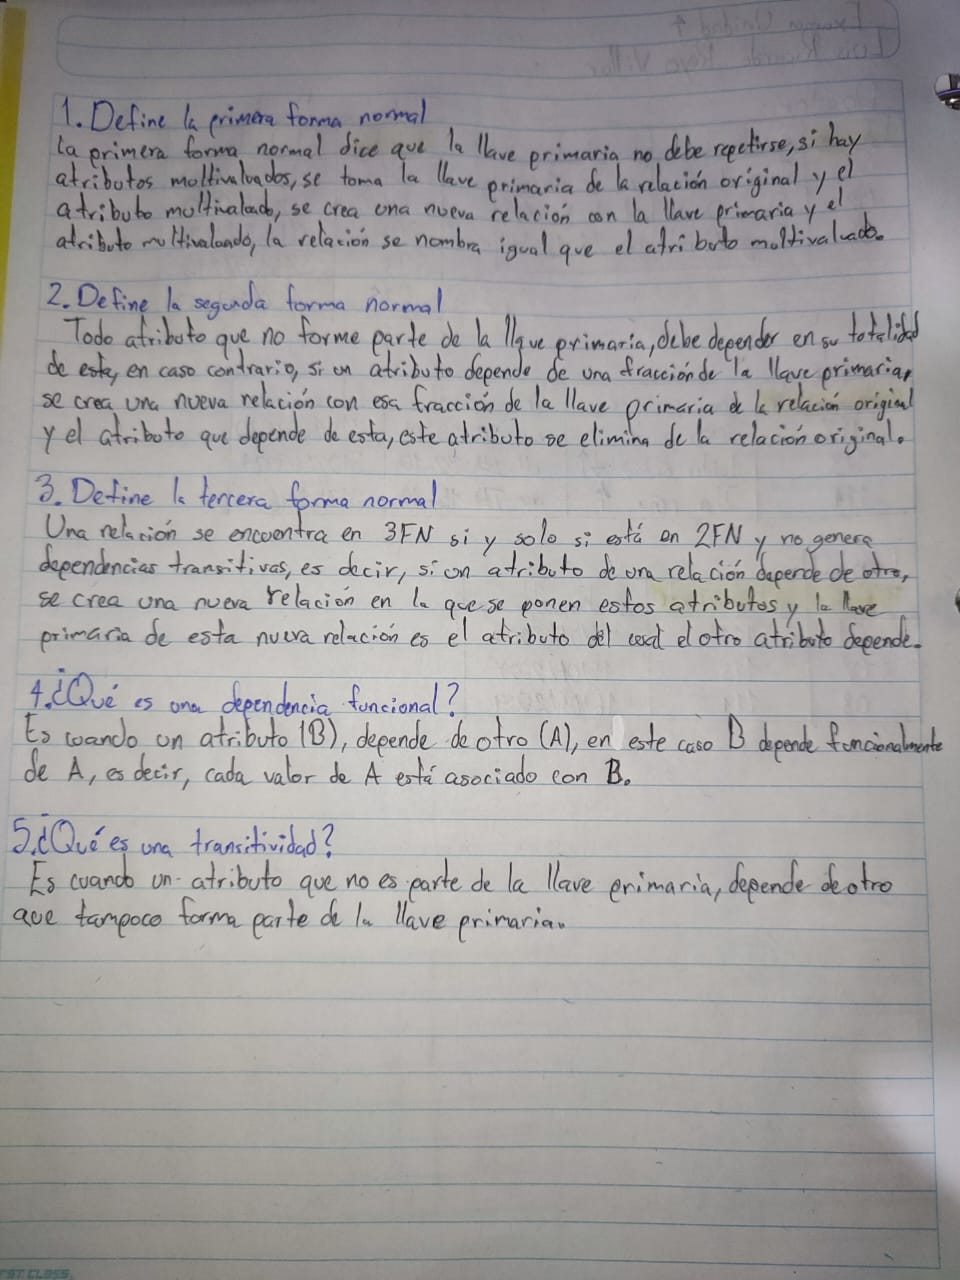 1. Define la primera forma normal
La primera forma normal dice que la llave primaria no debe repetirse, si hay
atributos moltivaluados, se toma la llave primaria de la relación original y el
atributo multivalado, se crea una nueva relación con la llave primaria y el
atributo multivaloado, la relación se nombra igual que el atributo multivaluado.
2. Define la segunda forma normal
Todo atributo que no forme parte de la llave primaria, debe depender en su totalidad
de esta, en caso contrario, si un atributo depende de una fracción de la llave primaria,
se crea una nueva relación con esa fracción de la llave primaria de la relación original
y el atributo que depende de esta, este atributo se elimina de la relación original.
3. Define la tercera forma normal
Una relación se encuentra en 3FN si y solo si está en 2FN y no genera
dependencias transitivas, es decir, si un atributo de una relación depende de otro,
se crea una nueva relación en la que se ponen estos atributos y la llave
primaria de esta nueva relación es el atributo del cual el otro atributo depende.
4. ¿Qué es una dependencia funcional?
Es cuando un atributo (B), depende de otro (A), en este caso B depende funcionalmente
de A, es decir, cada valor de A está asociado con B.
5. ¿Qué es una transitividad?
Es cuando un atributo que no es parte de la llave primaria, depende de otro
que tampoco forma parte de la llave primaria.